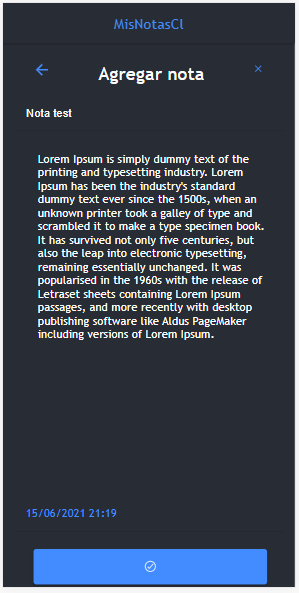 MisNotasCl
Agregar nota
Nota test
Lorem Ipsum is simply dummy text of the
printing and typesetting industry. Lorem
Ipsum has been the industry's standard
dummy text ever since the 1500s, when an
unknown printer took a galley of type and
scrambled it to make a type specimen book.
It has survived not only five centuries, but
also the leap into electronic typesetting,
remaining essentially unchanged. It was
popularised in the 1960s with the release of
Letraset sheets containing Lorem Ipsum
passages, and more recently with desktop
publishing software like Aldus PageMaker
including versions of Lorem Ipsum.
15/06/2021 21:19